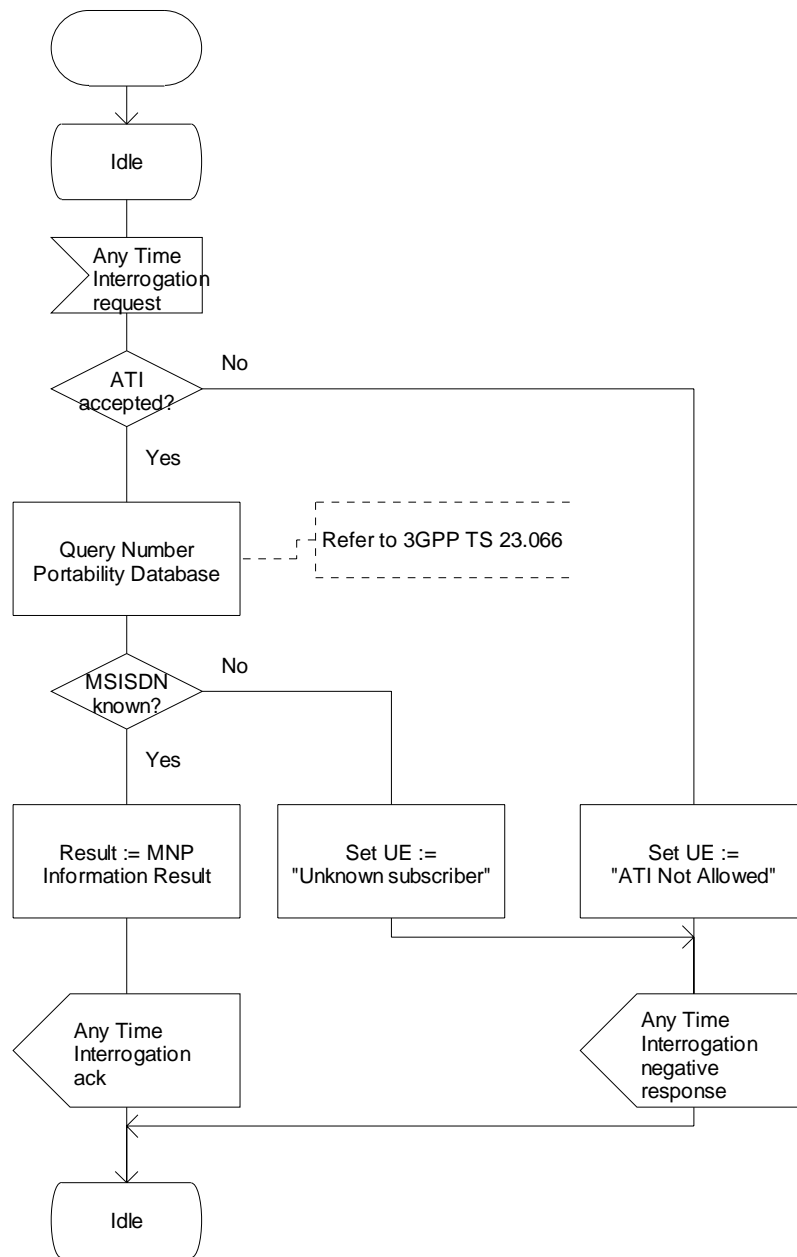 Idle
Any Time
Interrogation
request
ATI
accepted?
No
Yes
Query Number
Portability Database
Refer to 3GPP TS 23.066
MSISDN
known?
No
Yes
Result := MNP
Information Result
Set UE :=
"Unknown subscriber"
Set UE :=
"ATI Not Allowed"
Any Time
Interrogation
ack
Any Time
Interrogation
negative
response
Idle